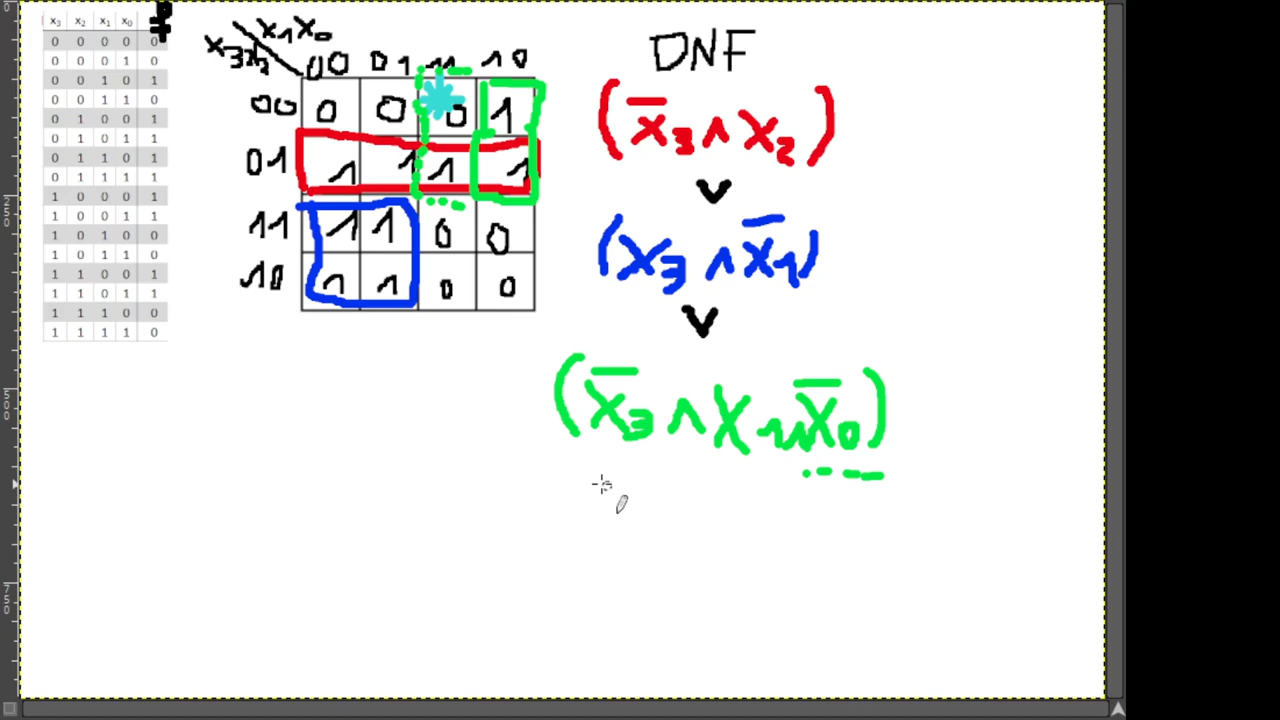 x₃ x₂ x₁ x₀ f
0 0 0 0 0
0 0 0 1 0
0 0 1 0 1
0 0 1 1 0
0 1 0 0 1
0 1 0 1 1
0 1 1 0 1
0 1 1 1 1
1 0 0 0 1
1 0 0 1 1
1 0 1 0 0
1 0 1 1 0
1 1 0 0 1
1 1 0 1 1
1 1 1 0 0
1 1 1 1 0
x₁x₀
x₃x₂
00 01 11 10
00 0 0 0 1
01 1 1 1 1
11 1 1 0 0
10 1 1 0 0
DNF
(x̅₃ ∧ x₂)
∨
(x₃ ∧ x̅₁)
∨
(x̅₃ ∧ x₁ ∧ x̅₀)
0
250
500
750